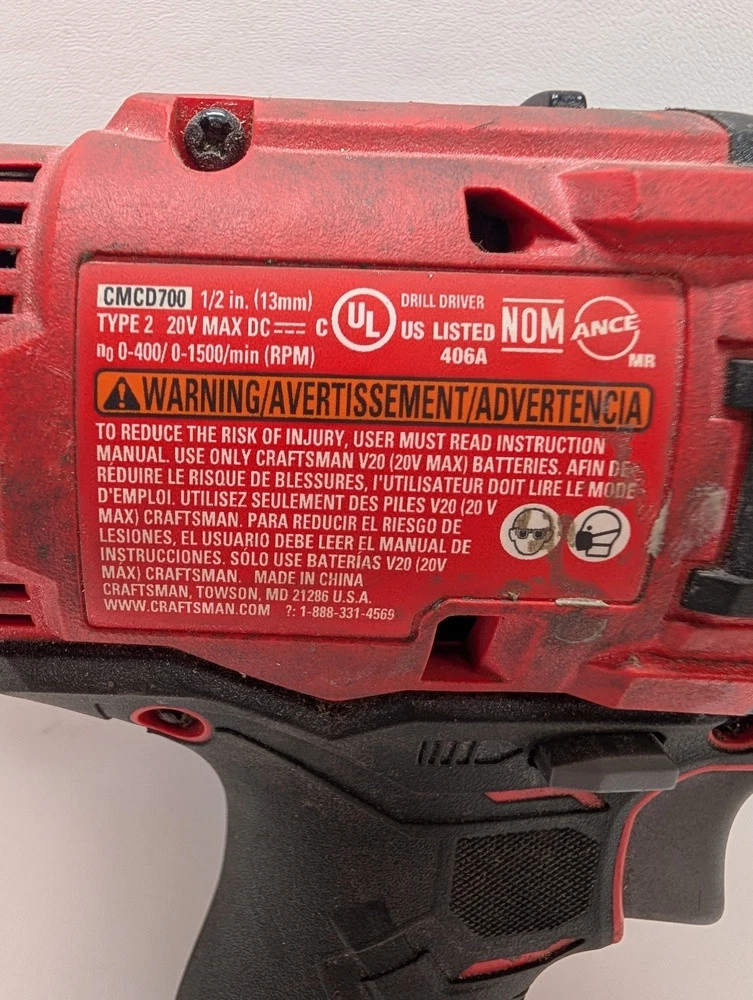 CMCD700 1/2 in. (13mm)
TYPE 2 20V MAX DC
n0 0-400/ 0-1500/min (RPM)
C UL US LISTED
DRILL DRIVER
406A
NOM
ANCE
MR
WARNING/AVERTISSEMENT/ADVERTENCIA
TO REDUCE THE RISK OF INJURY, USER MUST READ INSTRUCTION
MANUAL. USE ONLY CRAFTSMAN V20 (20V MAX) BATTERIES. AFIN DE
RÉDUIRE LE RISQUE DE BLESSURES, I'UTILISATEUR DOIT LIRE LE MODE
D'EMPLOI. UTILISEZ SEULEMENT DES PILES V20 (20 V
MAX) CRAFTSMAN. PARA REDUCIR EL RIESGO DE
LESIONES, EL USUARIO DEBE LEER EL MANUAL DE
INSTRUCCIONES. SÓLO USE BATERÍAS V20 (20V
MÁX) CRAFTSMAN. MADE IN CHINA
CRAFTSMAN, TOWSON, MD 21286 U.S.A.
WWW.CRAFTSMAN.COM ?: 1-888-331-4569